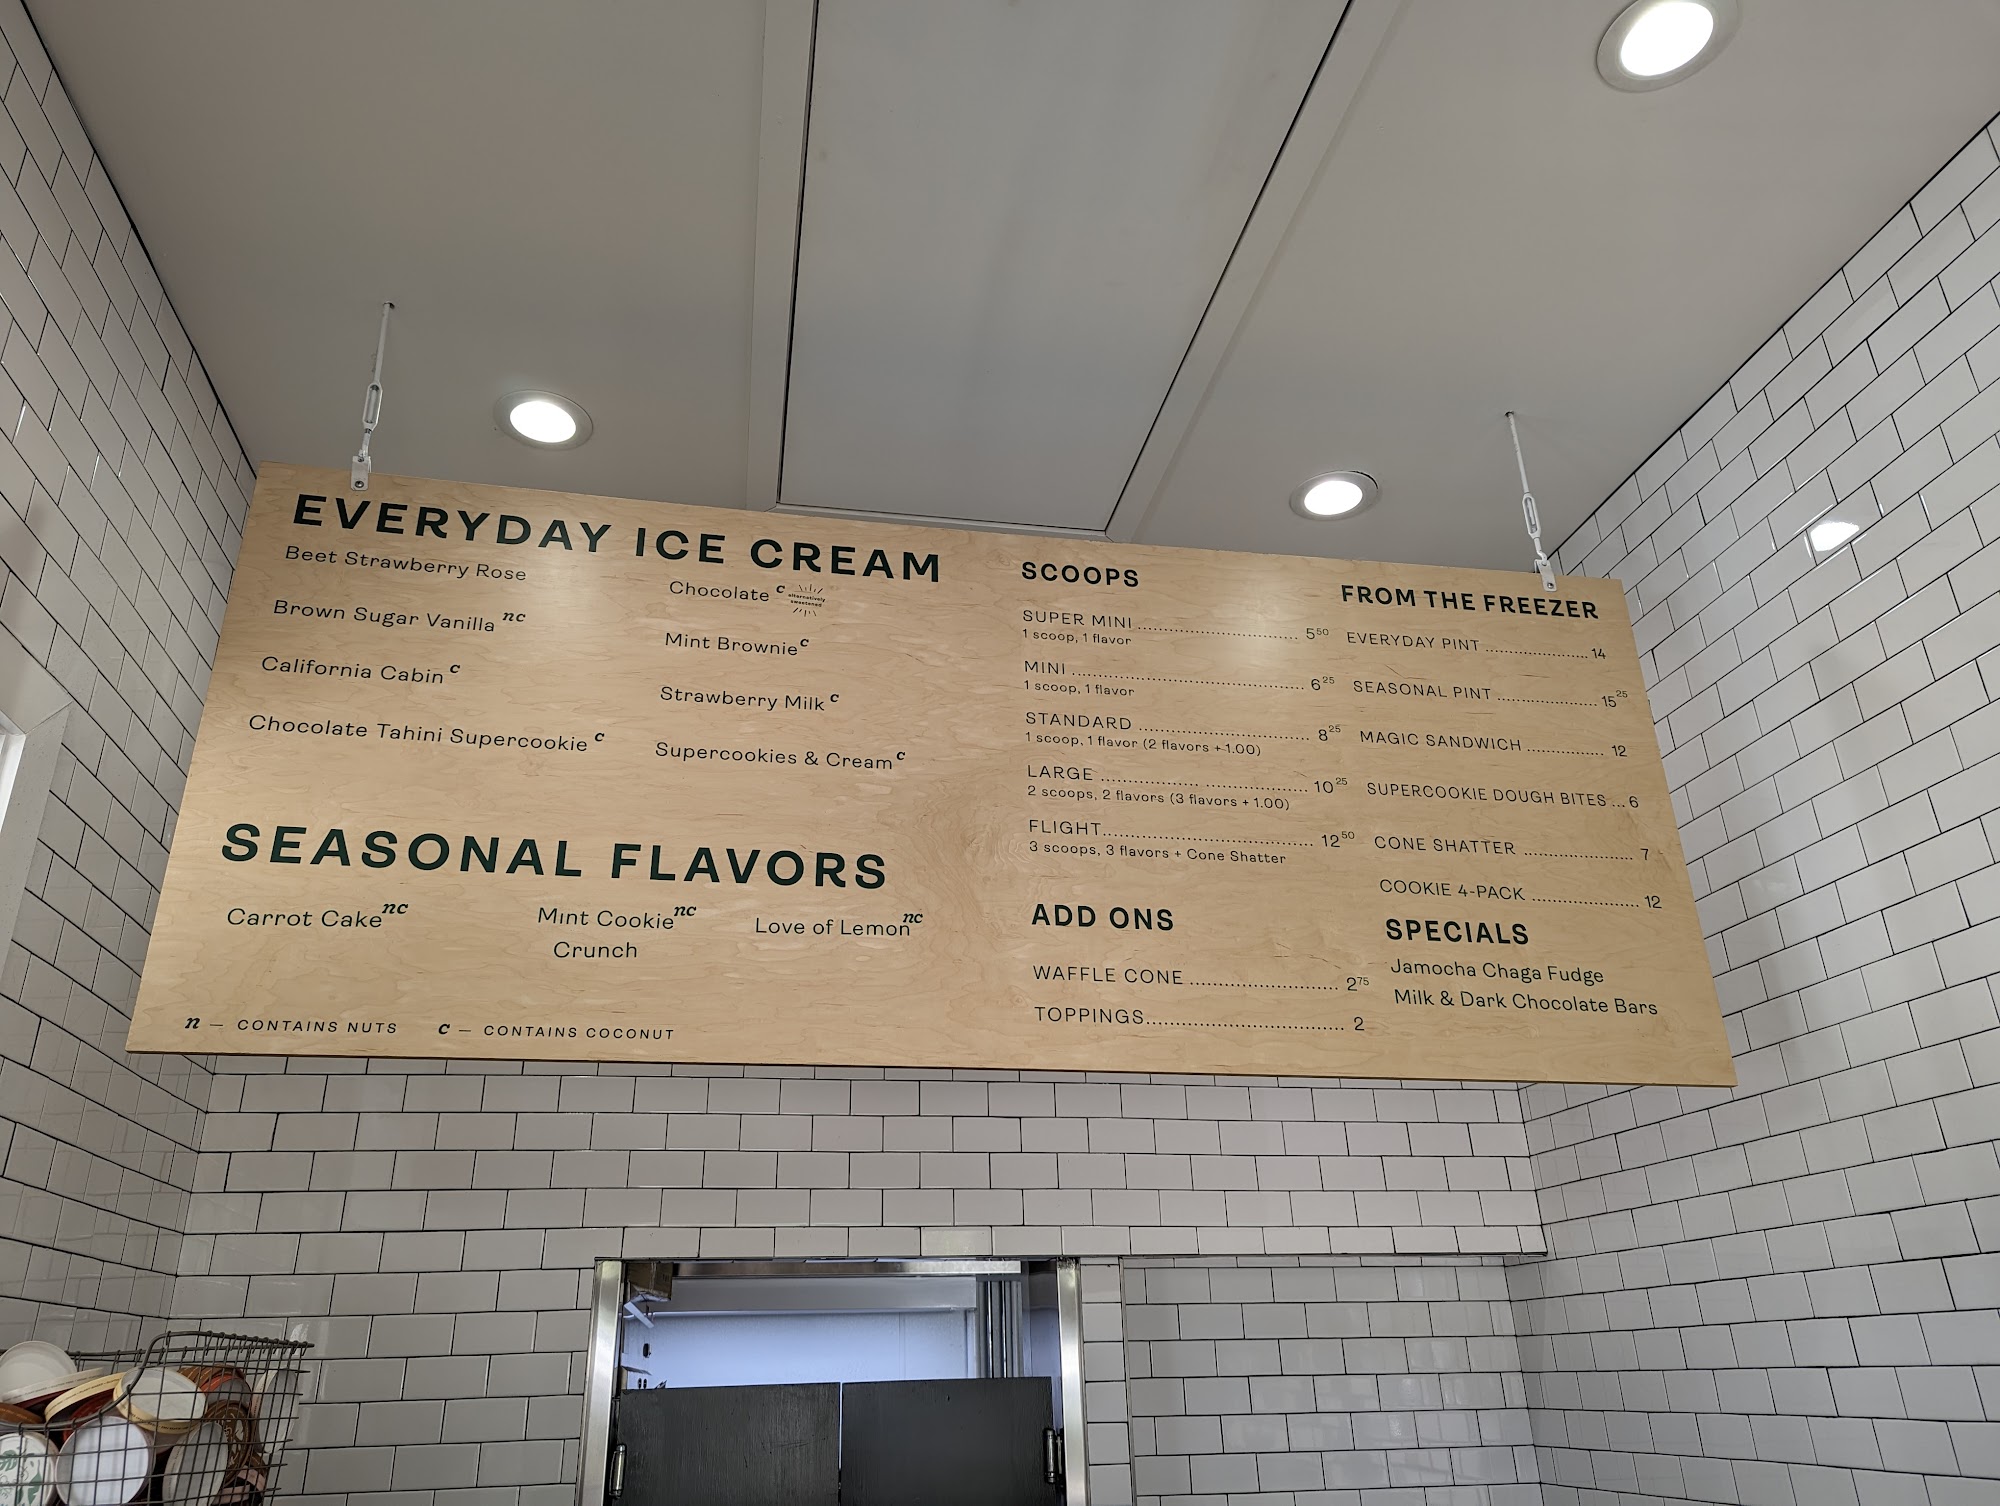 EVERYDAY ICE CREAM
Beet Strawberry Rose
Brown Sugar Vanilla nc
California Cabin c
Chocolate Tahini Supercookie c
Chocolate c alternatively sweetened
Mint Brownie c
Strawberry Milk c
Supercookies & Cream c
SEASONAL FLAVORS
Carrot Cake nc
Mint Cookie nc
Crunch
Love of Lemon nc
n — CONTAINS NUTS c — CONTAINS COCONUT
SCOOPS
SUPER MINI 5 50
1 scoop, 1 flavor
MINI 6 25
1 scoop, 1 flavor
STANDARD 8 25
1 scoop, 1 flavor (2 flavors + 1.00)
LARGE 10 25
2 scoops, 2 flavors (3 flavors + 1.00)
FLIGHT 12 50
3 scoops, 3 flavors + Cone Shatter
ADD ONS
WAFFLE CONE 2 75
TOPPINGS 2
FROM THE FREEZER
EVERYDAY PINT 14
SEASONAL PINT 15 25
MAGIC SANDWICH 12
SUPERCOOKIE DOUGH BITES 6
CONE SHATTER 7
COOKIE 4-PACK 12
SPECIALS
Jamocha Chaga Fudge
Milk & Dark Chocolate Bars